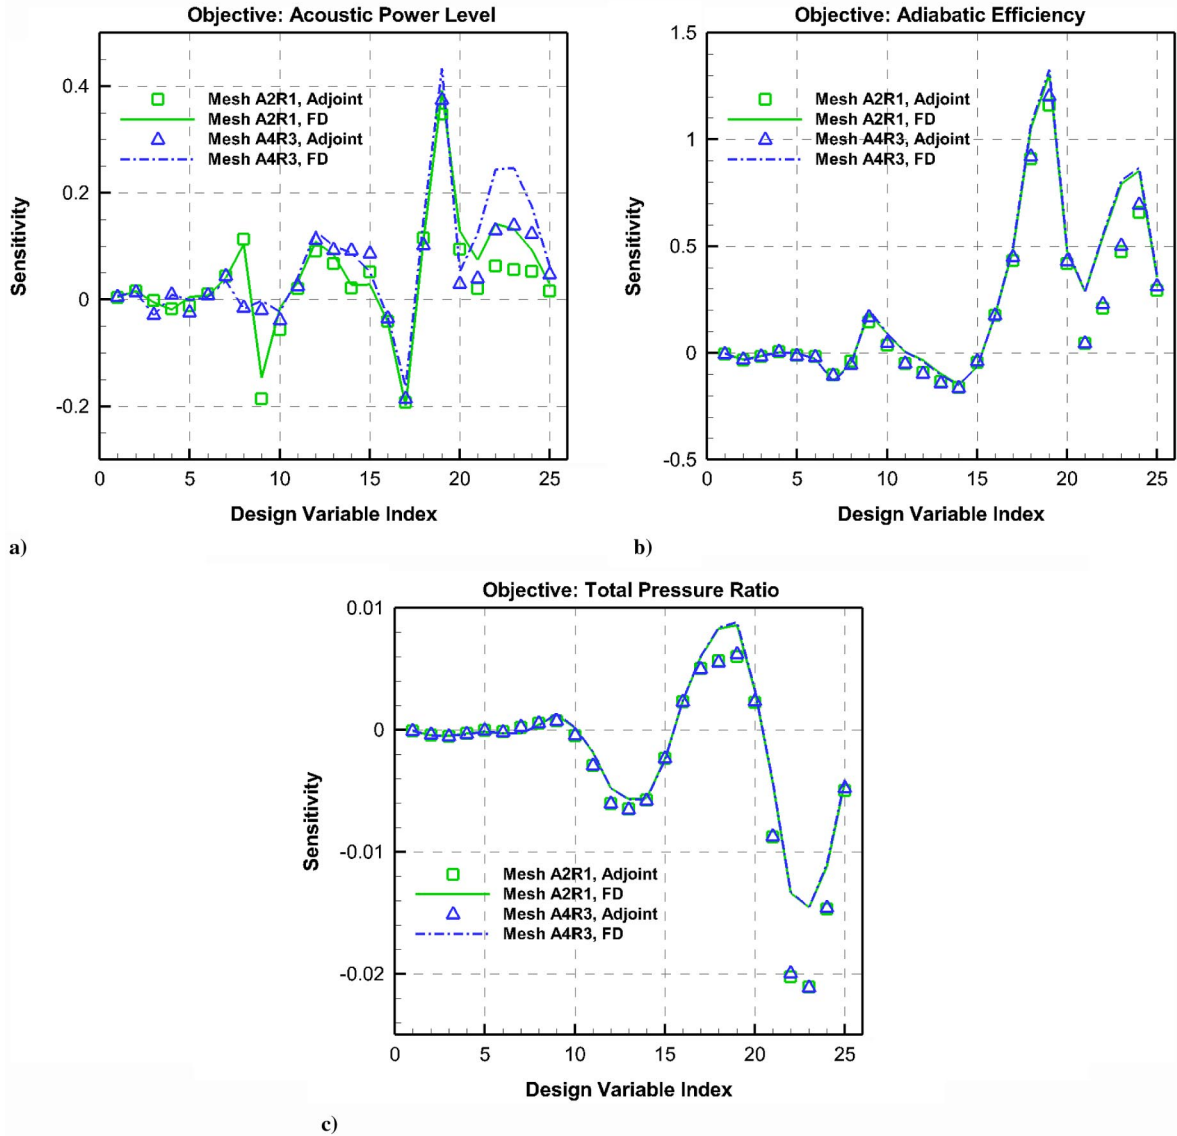 Objective: Acoustic Power Level
0.4
0.2
0
-0.2
Sensitivity
Mesh A2R1, Adjoint
Mesh A2R1, FD
Mesh A4R3, Adjoint
Mesh A4R3, FD
0 5 10 15 20 25
Design Variable Index
a)
Objective: Adiabatic Efficiency
1.5
1
0.5
0
-0.5
Sensitivity
Mesh A2R1, Adjoint
Mesh A2R1, FD
Mesh A4R3, Adjoint
Mesh A4R3, FD
0 5 10 15 20 25
Design Variable Index
b)
Objective: Total Pressure Ratio
0.01
0
-0.01
-0.02
Sensitivity
Mesh A2R1, Adjoint
Mesh A2R1, FD
Mesh A4R3, Adjoint
Mesh A4R3, FD
0 5 10 15 20 25
Design Variable Index
c)